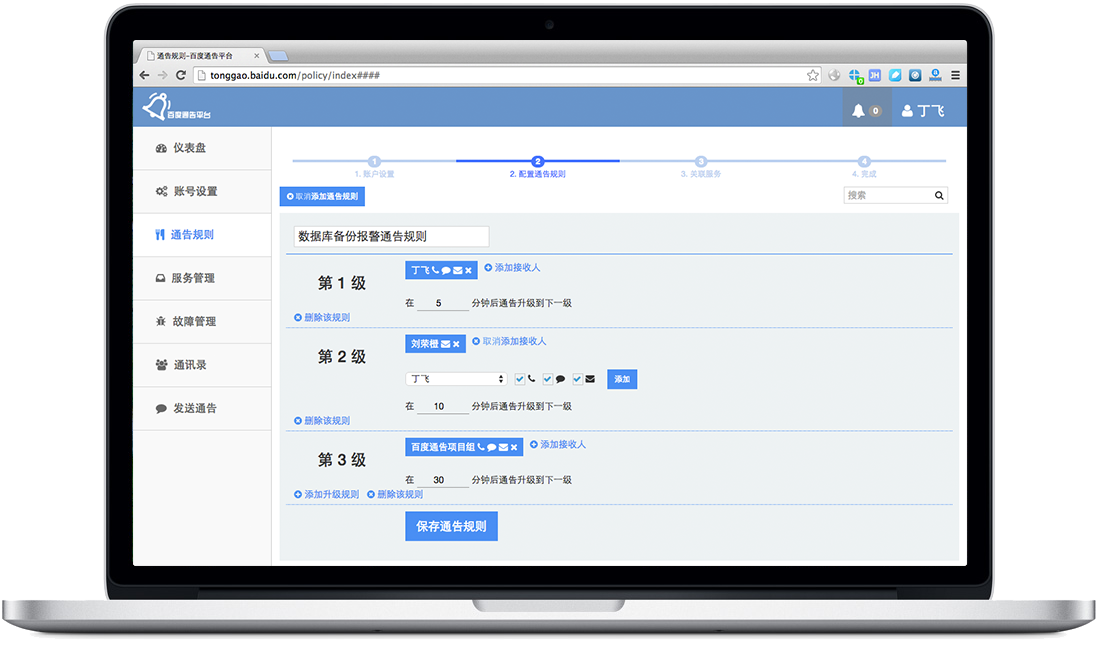 通告规则-百度通告平台
tonggao.baidu.com/policy/index####
JH
百度通告平台
0
丁飞
仪表盘
账号设置
通告规则
服务管理
故障管理
通讯录
发送通告
1
2
3
4
1. 账户设置
2. 配置通告规则
3. 关联服务
4. 完成
取消添加通告规则
搜索
数据库备份报警通告规则
第 1 级
丁飞
添加接收人
在 5 分钟后通告升级到下一级
删除该规则
第 2 级
刘荣橙
取消添加接收人
丁飞
添加
在 10 分钟后通告升级到下一级
删除该规则
第 3 级
百度通告项目组
添加接收人
在 30 分钟后通告升级到下一级
添加升级规则 删除该规则
保存通告规则